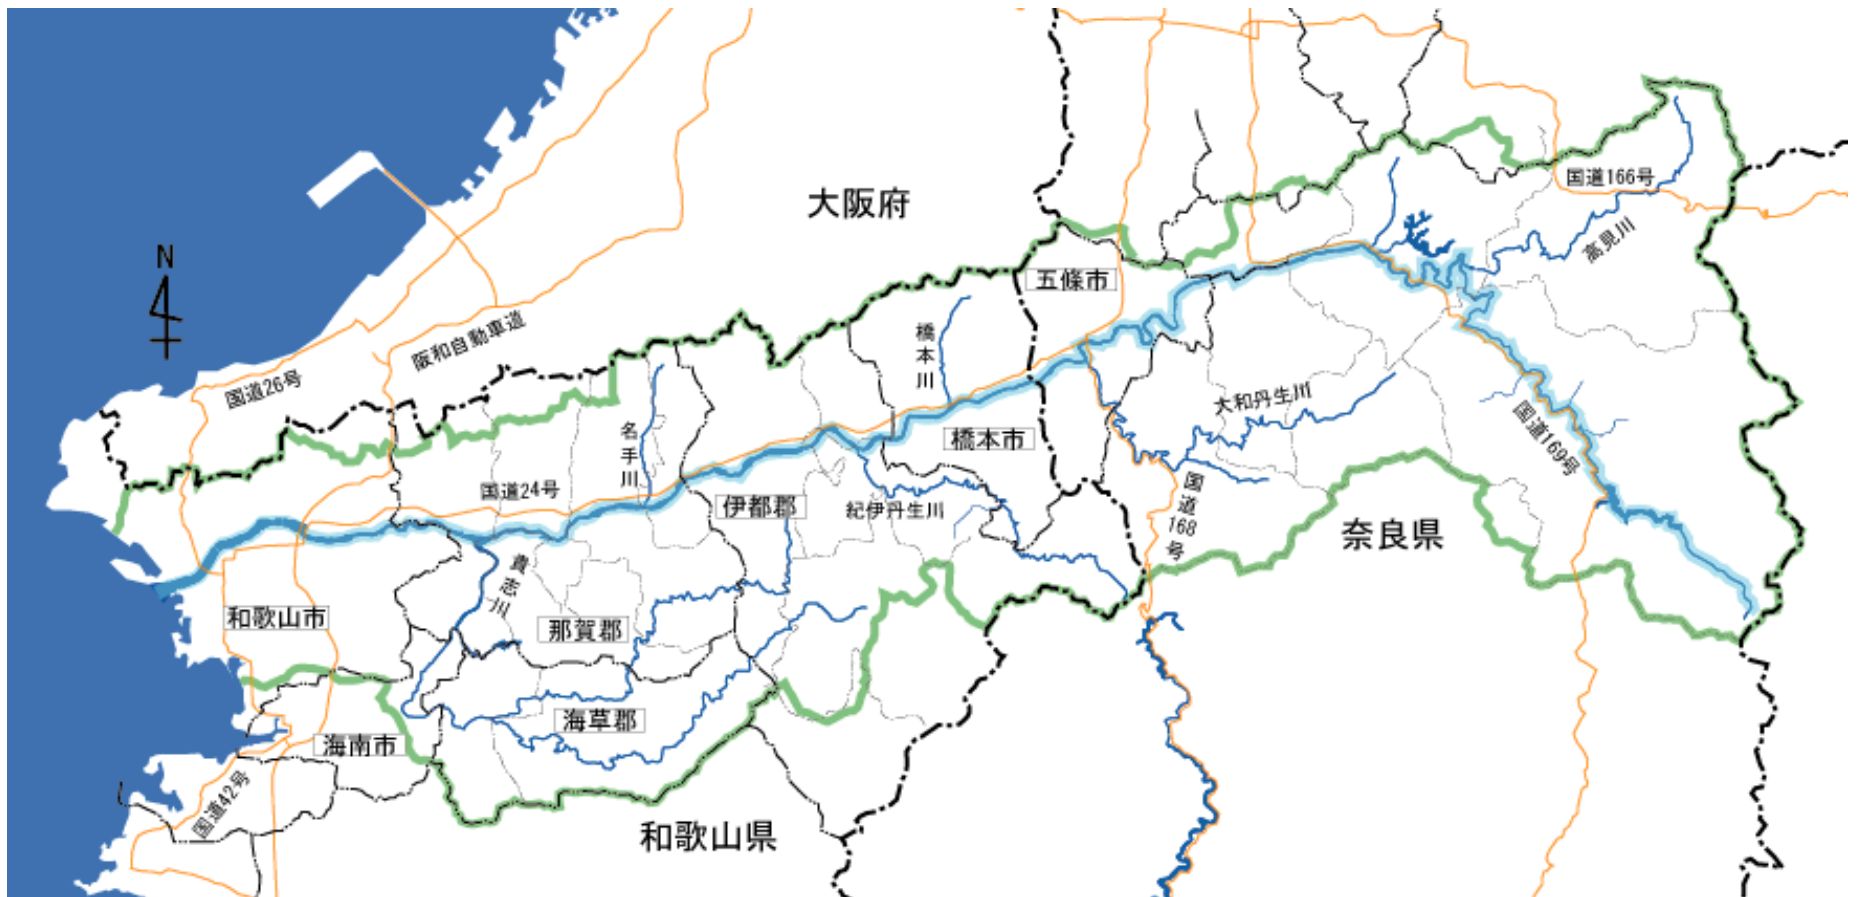 国道166号
大阪府
高見川
N
五條市
阪和自動車道
橋本川
国道26号
大和丹生川
国道169号
名手川
橋本市
国道24号
伊都郡
紀伊丹生川
国道168号
奈良県
貴志川
和歌山市
那賀郡
海草郡
海南市
国道42号
和歌山県